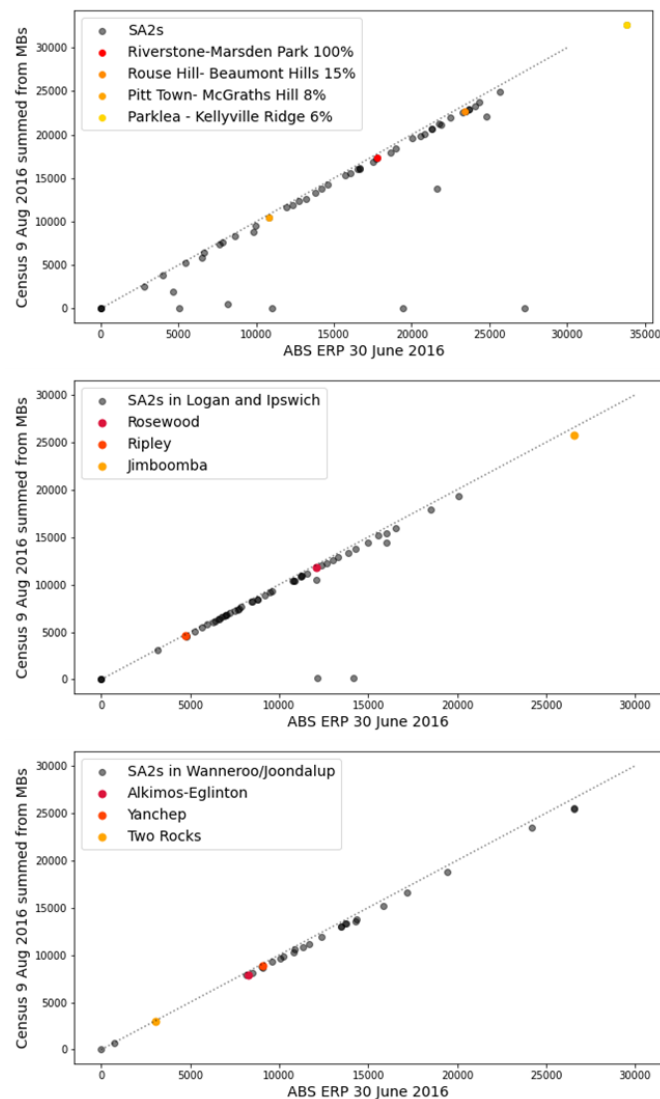 SA2s
Riverstone-Marsden Park 100%
Rouse Hill- Beaumont Hills 15%
Pitt Town- McGraths Hill 8%
Parklea - Kellyville Ridge 6%
Census 9 Aug 2016 summed from MBs
30000
25000
20000
15000
10000
5000
0
0 5000 10000 15000 20000 25000 30000 35000
ABS ERP 30 June 2016
SA2s in Logan and Ipswich
Rosewood
Ripley
Jimboomba
Census 9 Aug 2016 summed from MBs
30000
25000
20000
15000
10000
5000
0
0 5000 10000 15000 20000 25000 30000
ABS ERP 30 June 2016
SA2s in Wanneroo/Joondalup
Alkimos-Eglinton
Yanchep
Two Rocks
Census 9 Aug 2016 summed from MBs
30000
25000
20000
15000
10000
5000
0
0 5000 10000 15000 20000 25000 30000
ABS ERP 30 June 2016